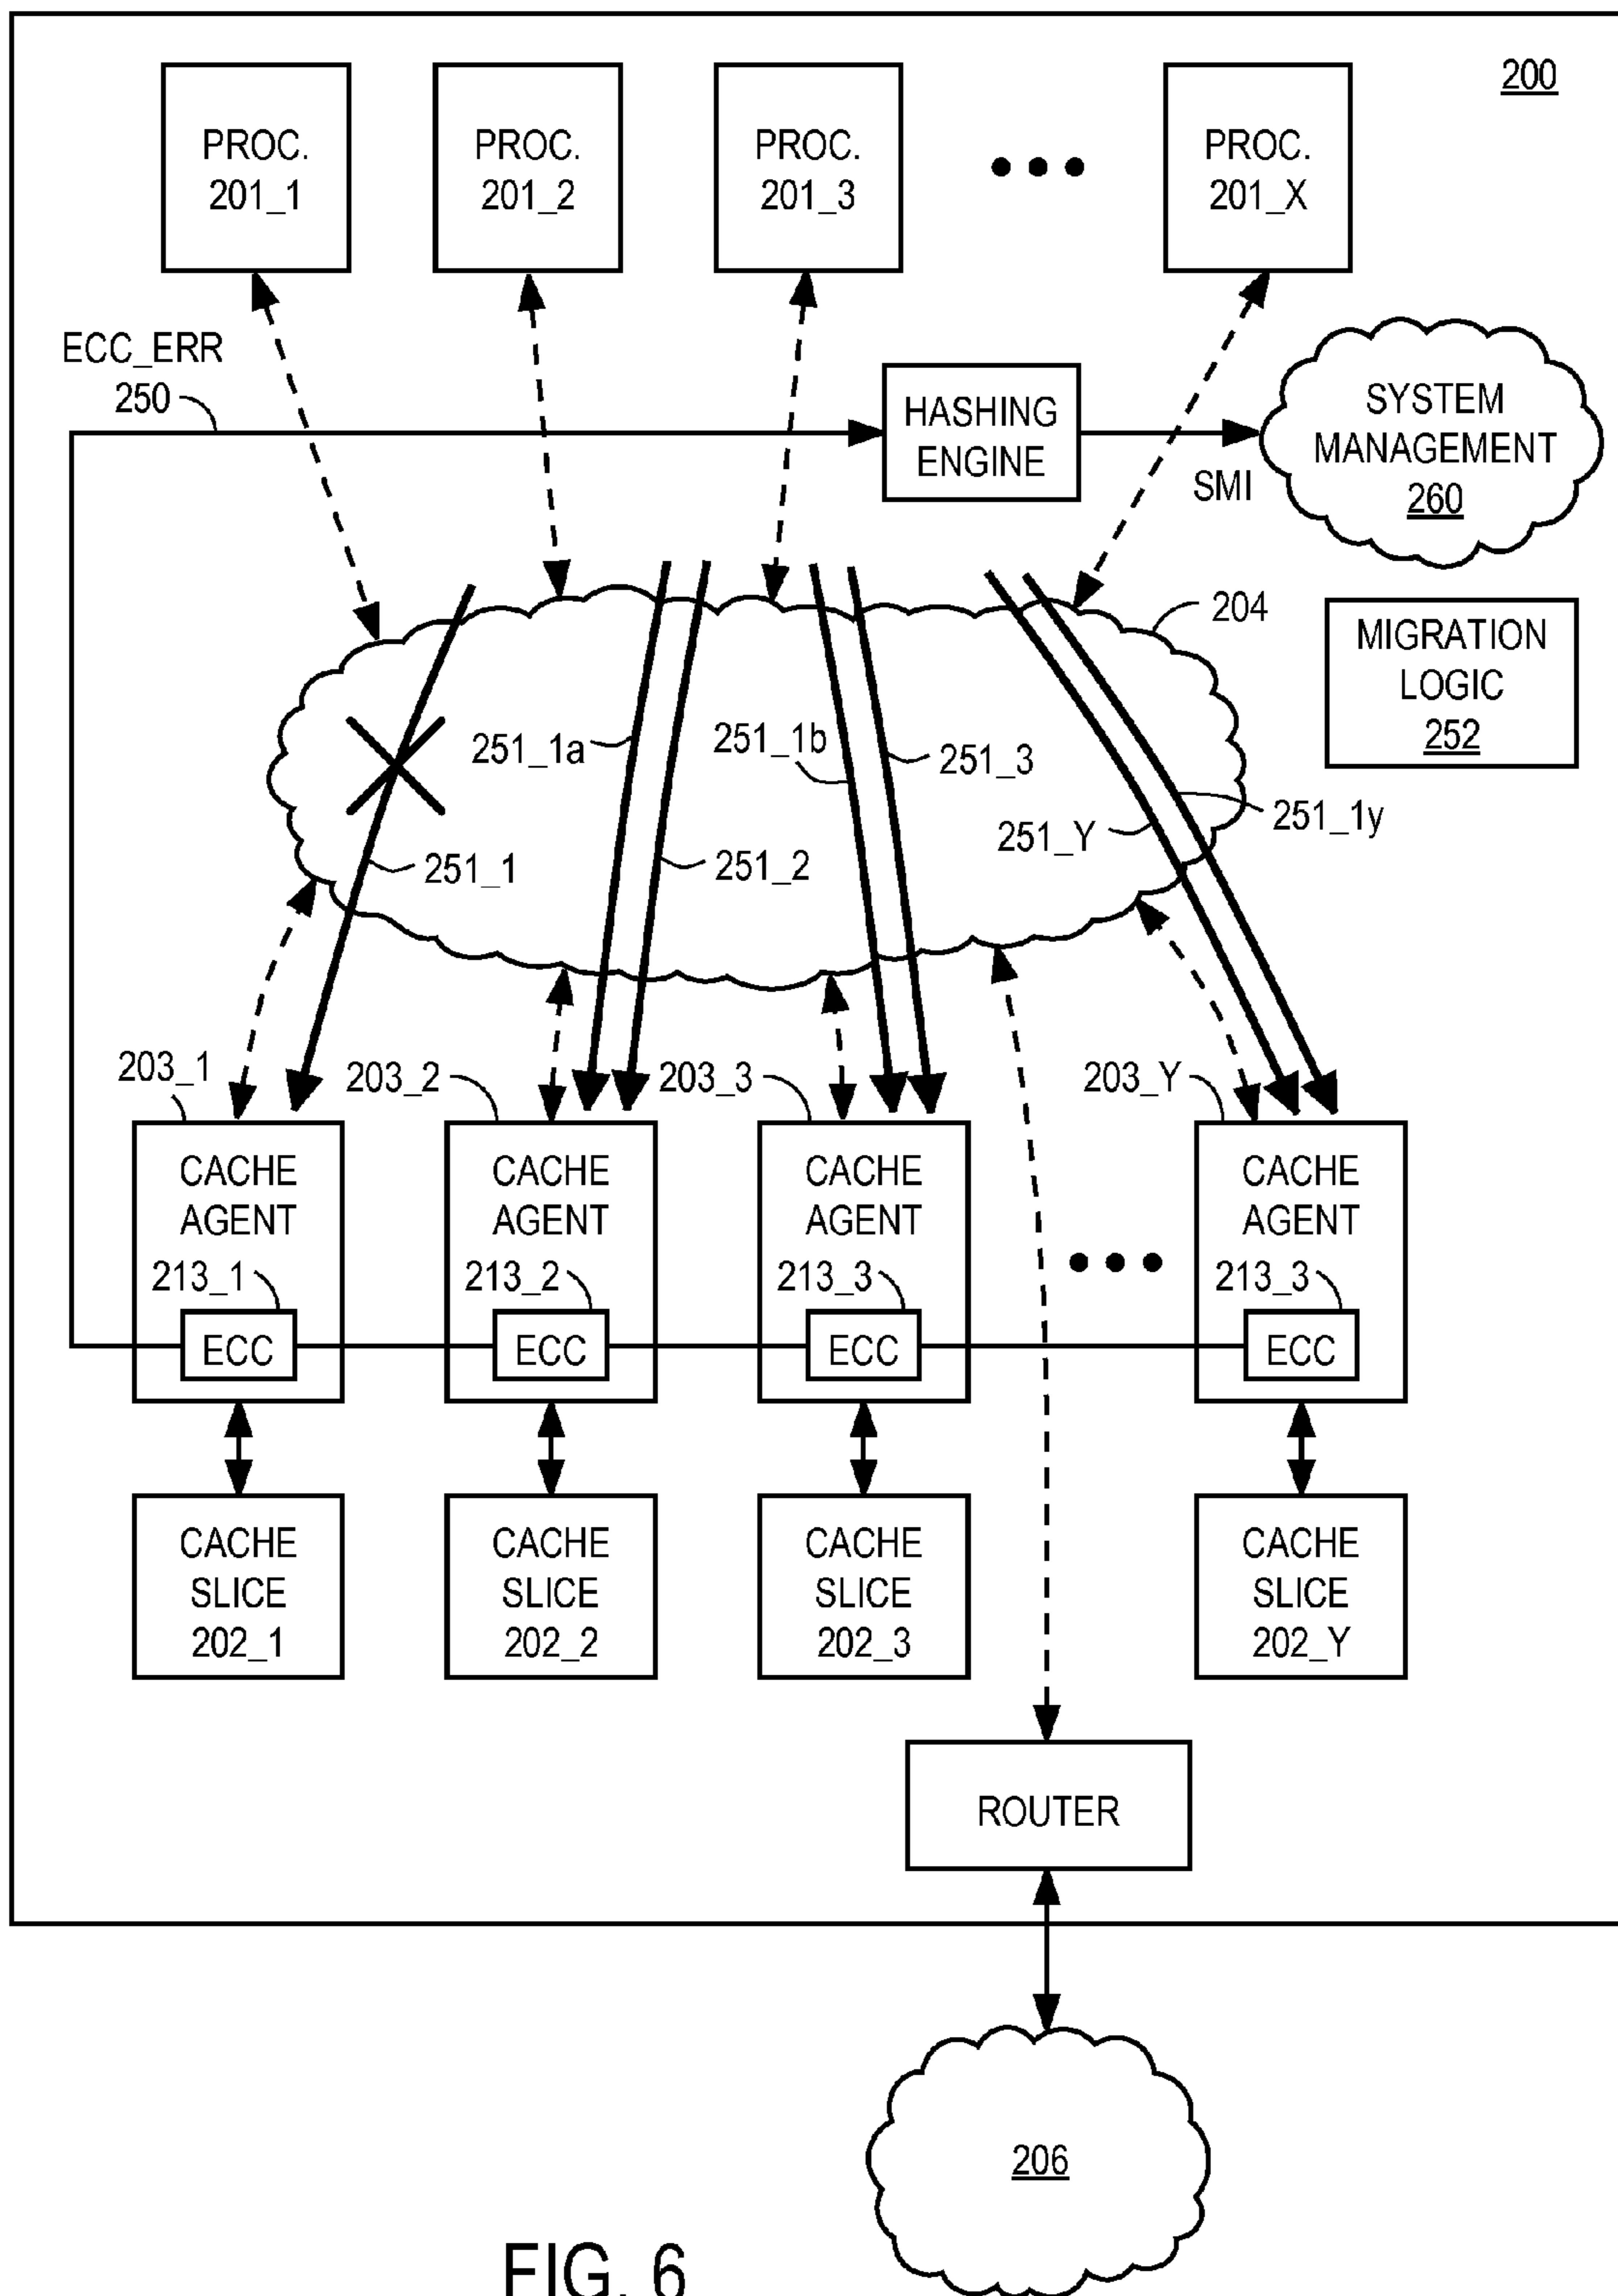 200
PROC.
201_1
PROC.
201_2
PROC.
201_3
PROC.
201_X
ECC_ERR
250
HASHING
ENGINE
SMI
SYSTEM
MANAGEMENT
260
204
MIGRATION
LOGIC
252
251_1a
251_1b
251_3
251_Y
251_1y
251_1
251_2
203_1
203_2
203_3
203_Y
CACHE
AGENT
213_1
ECC
CACHE
AGENT
213_2
ECC
CACHE
AGENT
213_3
ECC
CACHE
AGENT
213_3
ECC
CACHE
SLICE
202_1
CACHE
SLICE
202_2
CACHE
SLICE
202_3
CACHE
SLICE
202_Y
ROUTER
206
FIG. 6